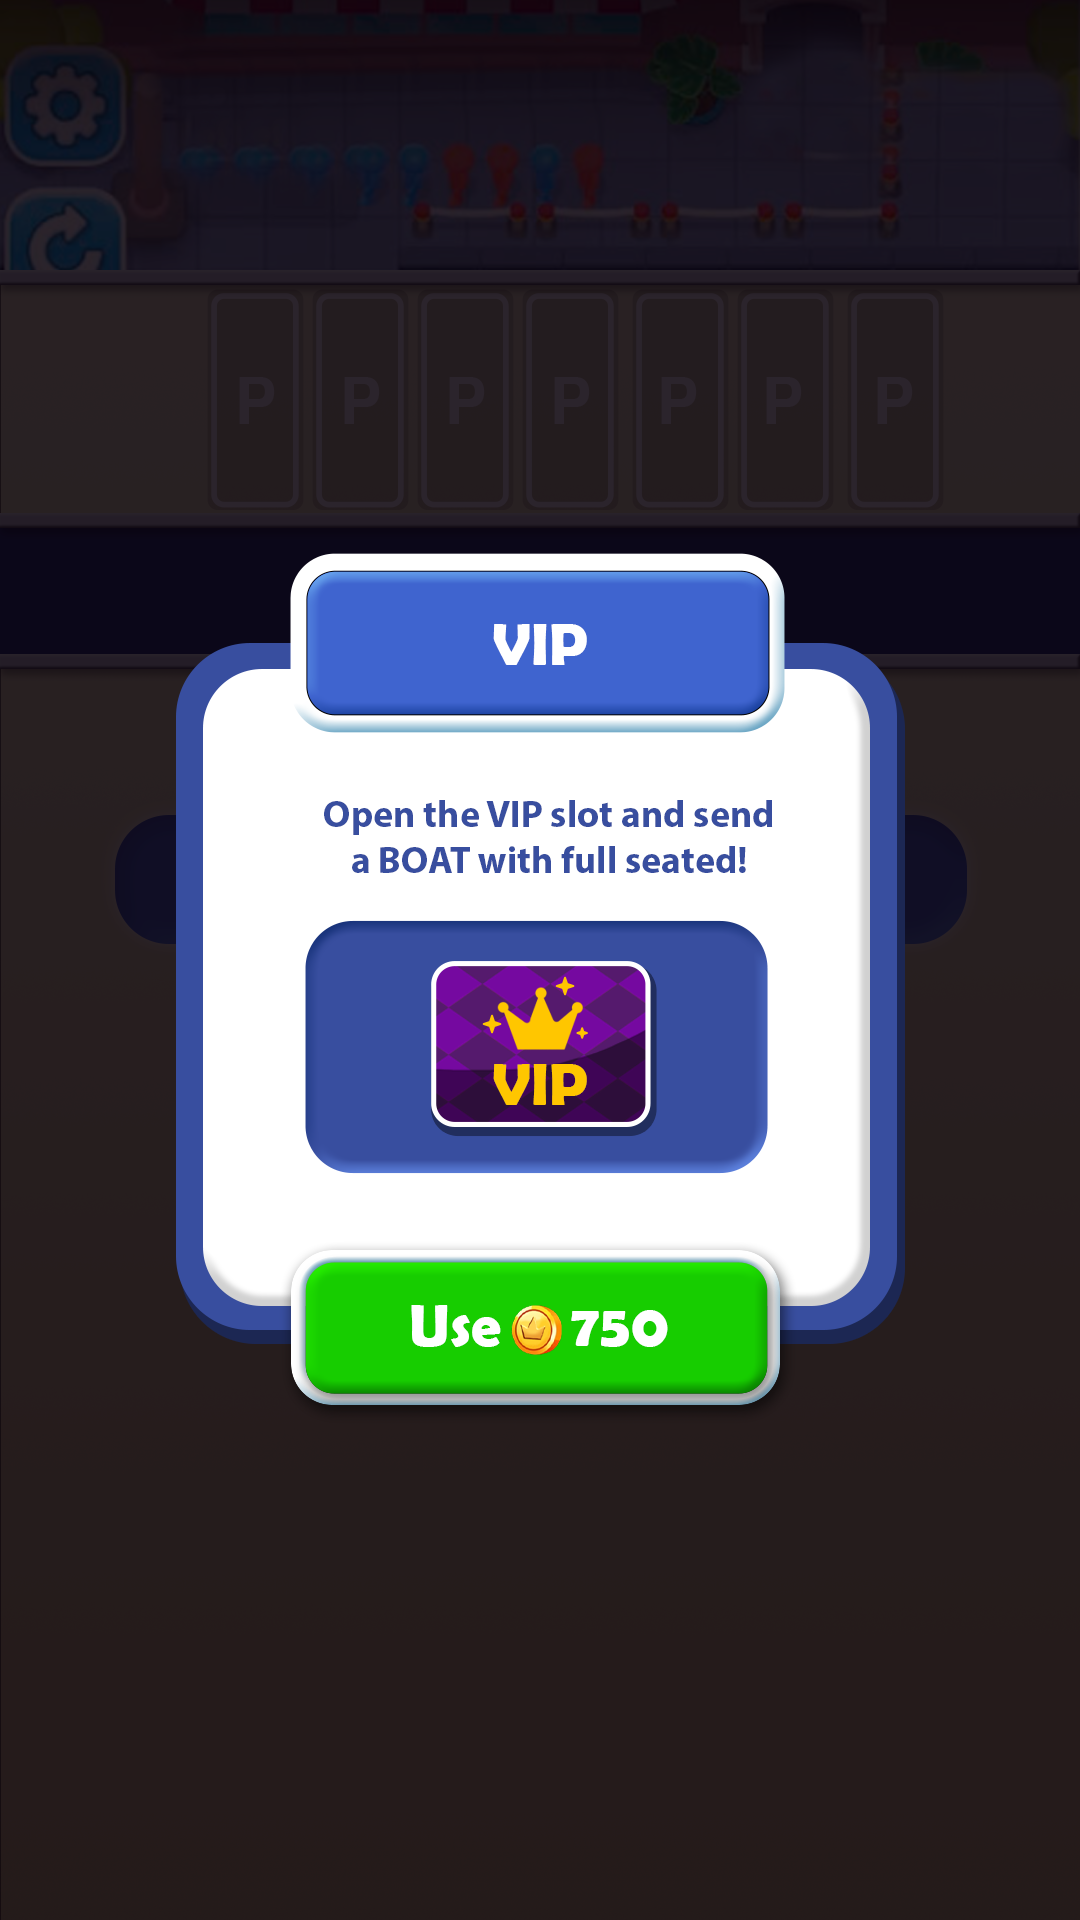 P P P P P P P
VIP
Open the VIP slot and send
a BOAT with full seated!
VIP
Use 750